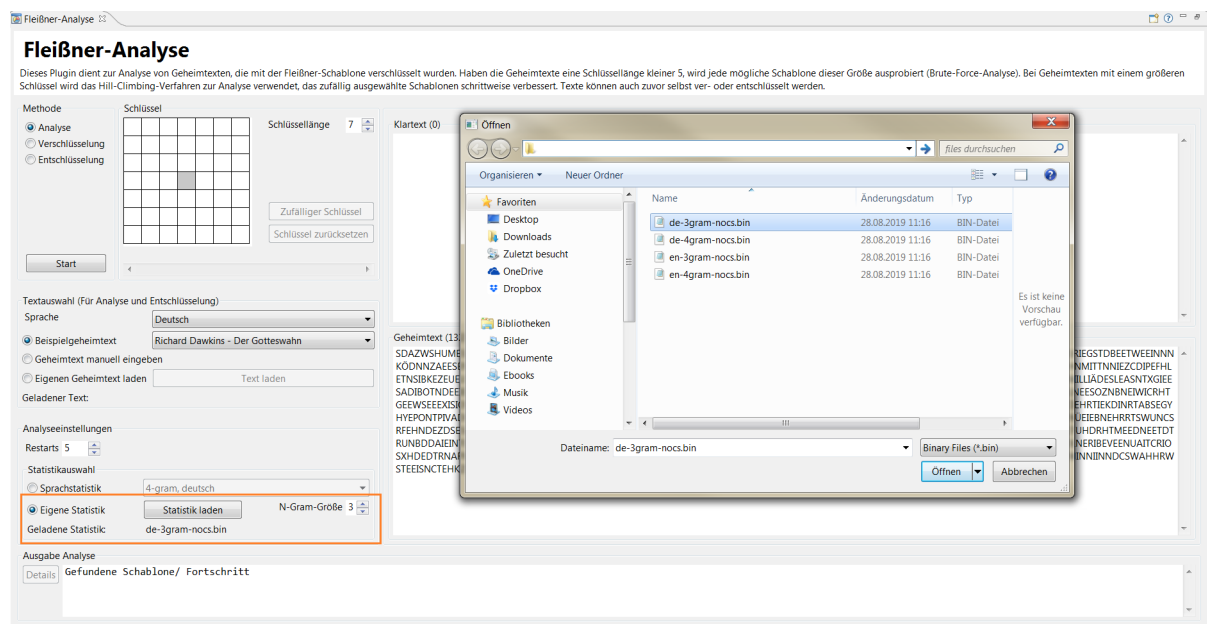 Fleißner-Analyse
Fleißner-Analyse
Dieses Plugin dient zur Analyse von Geheimtexten, die mit der Fleißner-Schablone verschlüsselt wurden. Haben die Geheimtexte eine Schlüssellänge kleiner 5, wird jede mögliche Schablone dieser Größe ausprobiert (Brute-Force-Analyse). Bei Geheimtexten mit einem größeren
Schlüssel wird das Hill-Climbing-Verfahren zur Analyse verwendet, das zufällig ausgewählte Schablonen schrittweise verbessert. Texte können auch zuvor selbst ver- oder entschlüsselt werden.
Methode
Analyse
Verschlüsselung
Entschlüsselung
Start
Schlüssel
Schlüssellänge 7
Zufälliger Schlüssel
Schlüssel zurücksetzen
Textauswahl (Für Analyse und Entschlüsselung)
Sprache Deutsch
Beispielgeheimtext Richard Dawkins - Der Gotteswahn
Geheimtext manuell eingeben
Eigenen Geheimtext laden Text laden
Geladener Text:
Analyseeinstellungen
Restarts 5
Statistikauswahl
Sprachstatistik 4-gram, deutsch
Eigene Statistik Statistik laden N-Gram-Größe 3
Geladene Statistik: de-3gram-nocs.bin
Klartext (0)
Geheimtext (13
SDAZWSHUM
KÖDNNZAEES
ETNSIBKEZEUE
SADIBOTNDEE
GEEWSEEEXISI
HYEPONTPIVAI
RFEHNDEZDSE
RUNBDDAIEIN
SXHDEDTRNA
STEEISNCTEHK
RIEGSTDBEETWEEINNN
NMITTNNIEZCDIPEFHL
ILLIÄDESLEASNTXGIEE
NEESOZNBNEIWICRHT
EHRTIEKDINRTABSEGY
ÜEIEBNEHRRTSWUNCS
UHDRHTMEEDNEETDT
NERIBEVEENUAITCRIO
INNIINNDCSWAHHRW
Öffnen
files durchsuchen
Organisieren Neuer Ordner
Favoriten
Desktop
Downloads
Zuletzt besucht
OneDrive
Dropbox
Bibliotheken
Bilder
Dokumente
Ebooks
Musik
Videos
Name Änderungsdatum Typ
de-3gram-nocs.bin 28.08.2019 11:16 BIN-Datei
de-4gram-nocs.bin 28.08.2019 11:16 BIN-Datei
en-3gram-nocs.bin 28.08.2019 11:16 BIN-Datei
en-4gram-nocs.bin 28.08.2019 11:16 BIN-Datei
Es ist keine
Vorschau
verfügbar.
Dateiname: de-3gram-nocs.bin Binary Files (*.bin)
Öffnen Abbrechen
Ausgabe Analyse
Details Gefundene Schablone/ Fortschritt